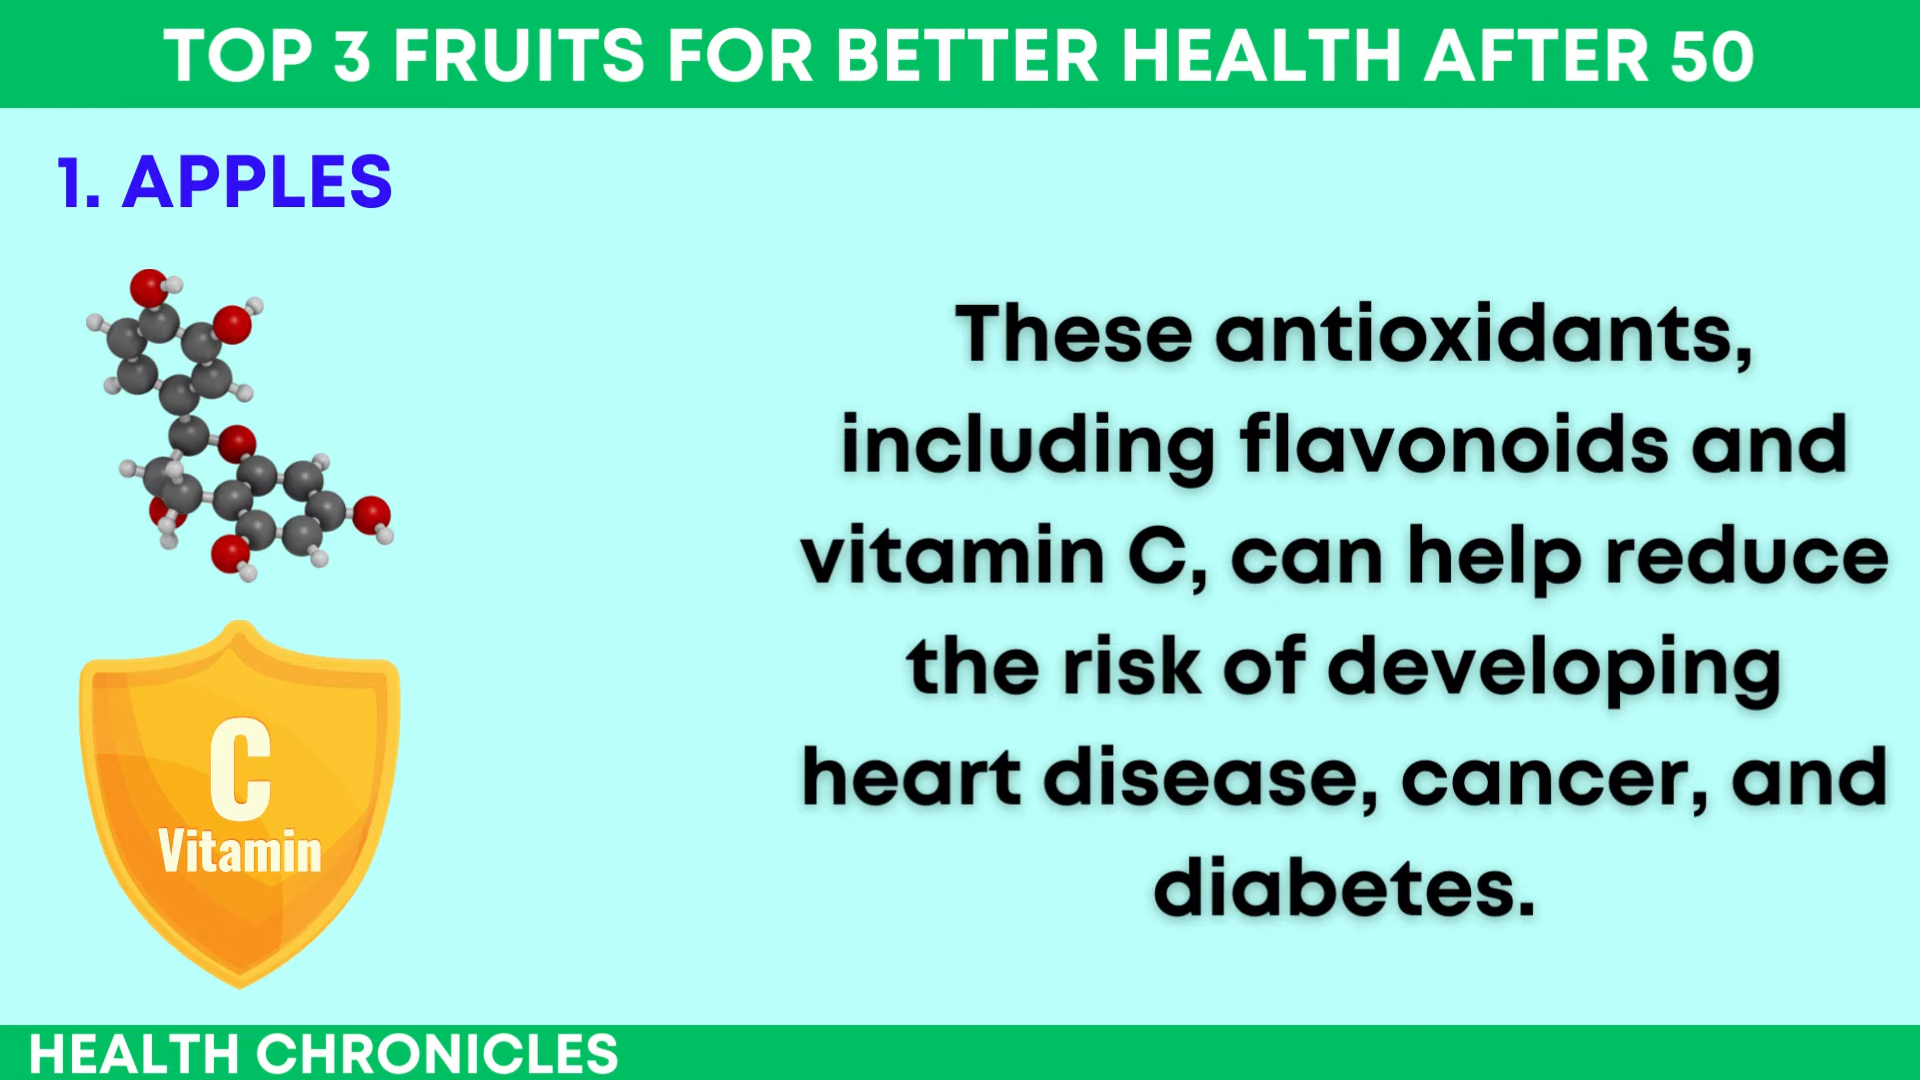 TOP 3 FRUITS FOR BETTER HEALTH AFTER 50
1. APPLES
These antioxidants,
including flavonoids and
vitamin C, can help reduce
the risk of developing
heart disease, cancer, and
diabetes.
C
Vitamin
HEALTH CHRONICLES